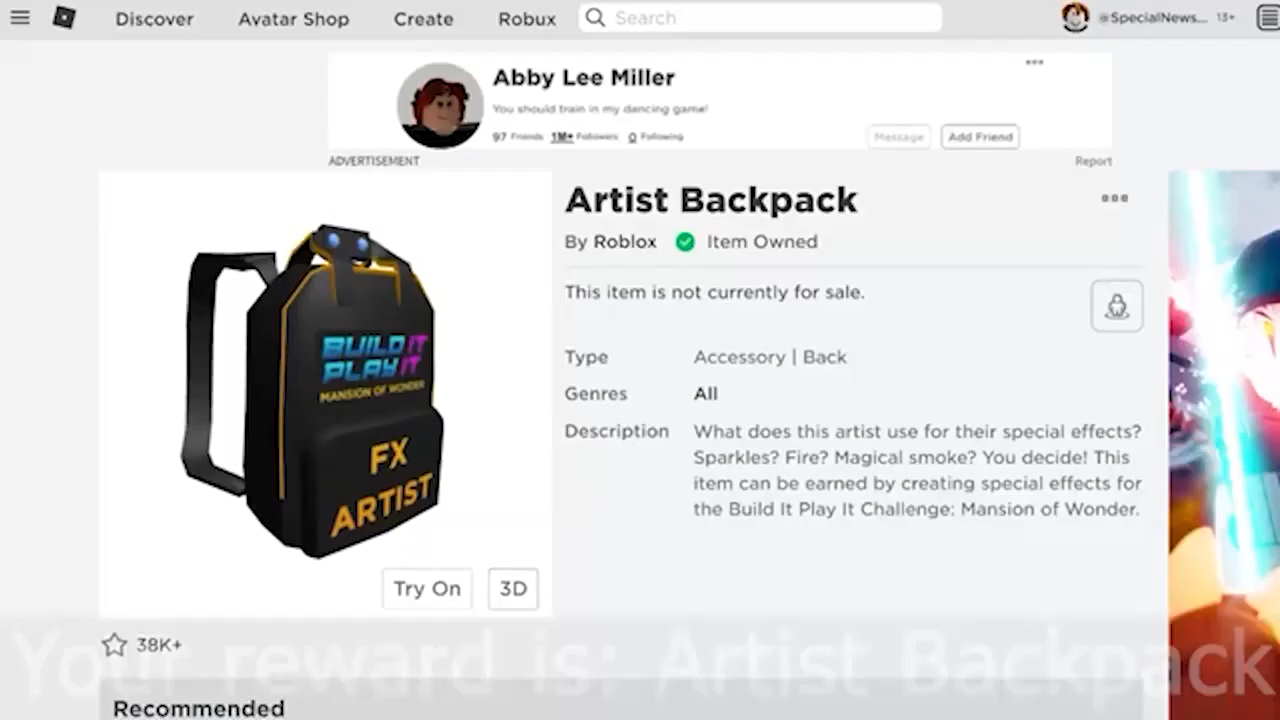 Discover Avatar Shop Create Robux Search @SpecialNews... 13+
Abby Lee Miller
You should train in my dancing game!
97 Friends 1M+ Followers 0 Following Message Add Friend
ADVERTISEMENT Report
Artist Backpack
By Roblox Item Owned
This item is not currently for sale.
Type Accessory | Back
Genres All
Description What does this artist use for their special effects?
Sparkles? Fire? Magical smoke? You decide! This
item can be earned by creating special effects for
the Build It Play It Challenge: Mansion of Wonder.
BUILD IT
PLAY IT
MANSION OF WONDER
FX
ARTIST
Try On 3D
38K+
Your reward is: Artist Backpack
Recommended